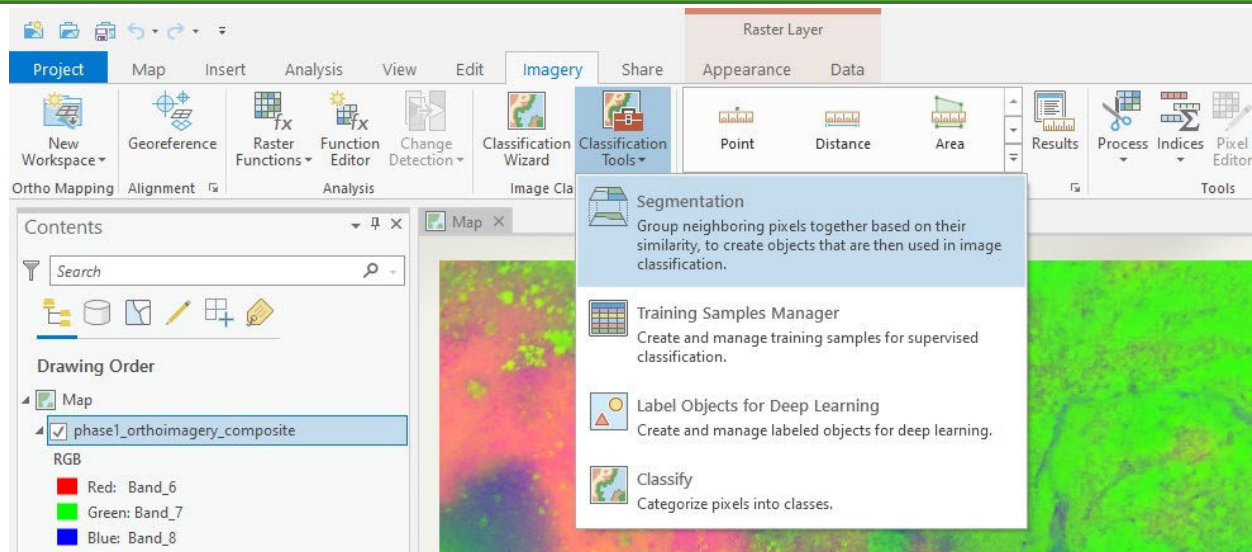 Raster Layer
Project Map Insert Analysis View Edit Imagery Share Appearance Data
New Workspace
Georeference
Raster Functions
Function Editor
Change Detection
Classification Wizard
Classification Tools
Point
Distance
Area
Results
Process
Indices
Pixel Editor
Ortho Mapping
Alignment
Analysis
Image Cla
Tools
Contents
Search
Drawing Order
Map
phase1_orthoimagery_composite
RGB
Red: Band_6
Green: Band_7
Blue: Band_8
Map
Segmentation
Group neighboring pixels together based on their
similarity, to create objects that are then used in image
classification.
Training Samples Manager
Create and manage training samples for supervised
classification.
Label Objects for Deep Learning
Create and manage labeled objects for deep learning.
Classify
Categorize pixels into classes.